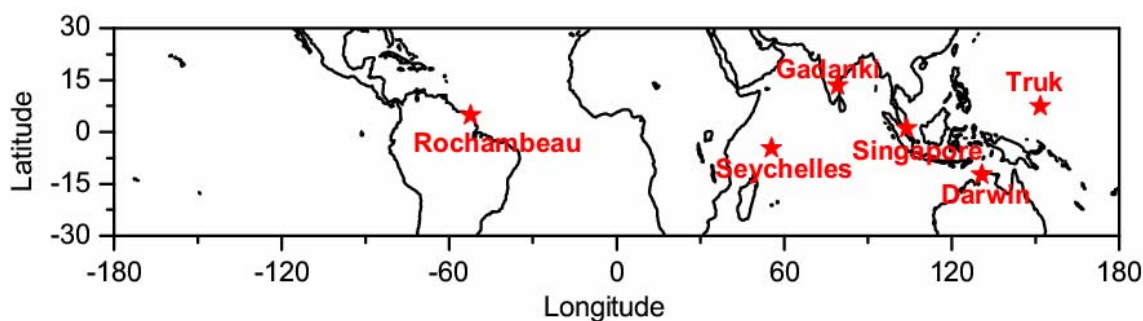 30
15
0
-15
-30
Latitude
Gadanki
Truk
Rochambeau
Singapore
Seychelles
Darwin
-180 -120 -60 0 60 120 180
Longitude